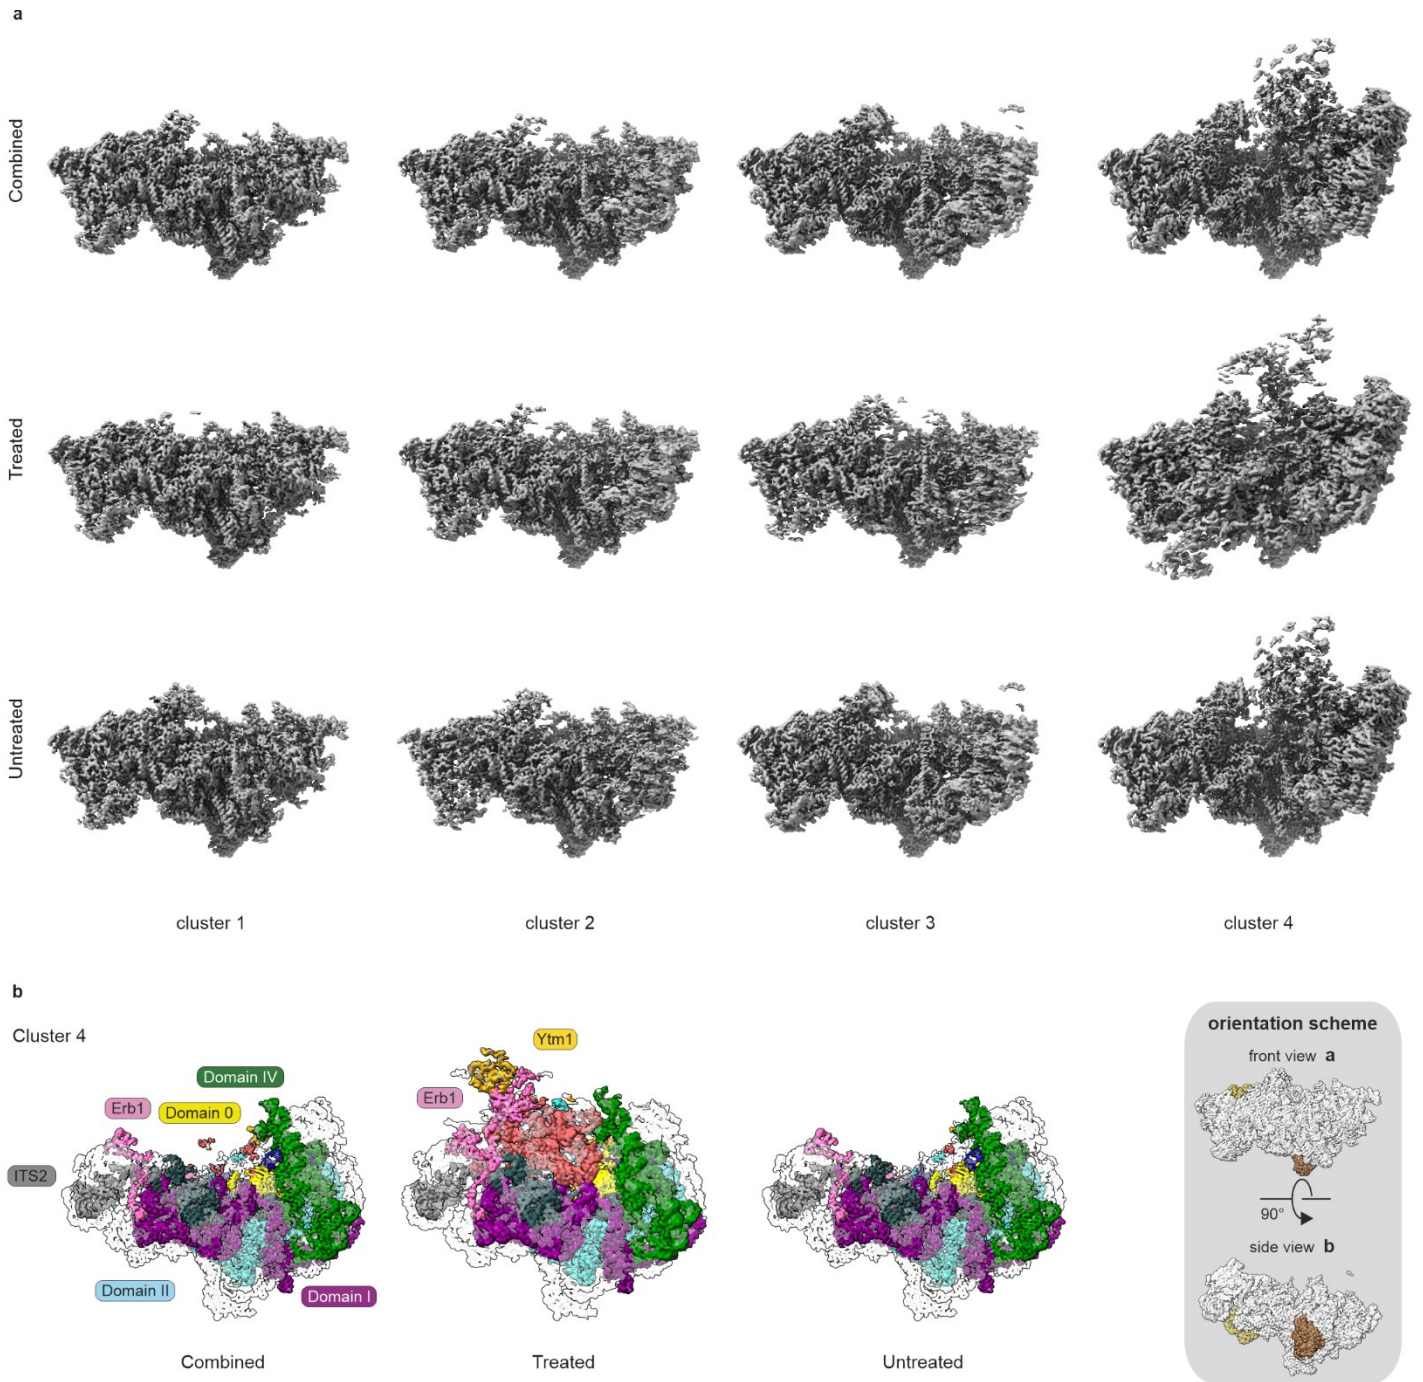 a
Combined
Treated
Untreated
cluster 1
cluster 2
cluster 3
cluster 4
b
Cluster 4
Erb1
Domain IV
Domain 0
ITS2
Domain II
Domain I
Combined
Ytm1
Erb1
Treated
Untreated
orientation scheme
front view a
90°
side view b